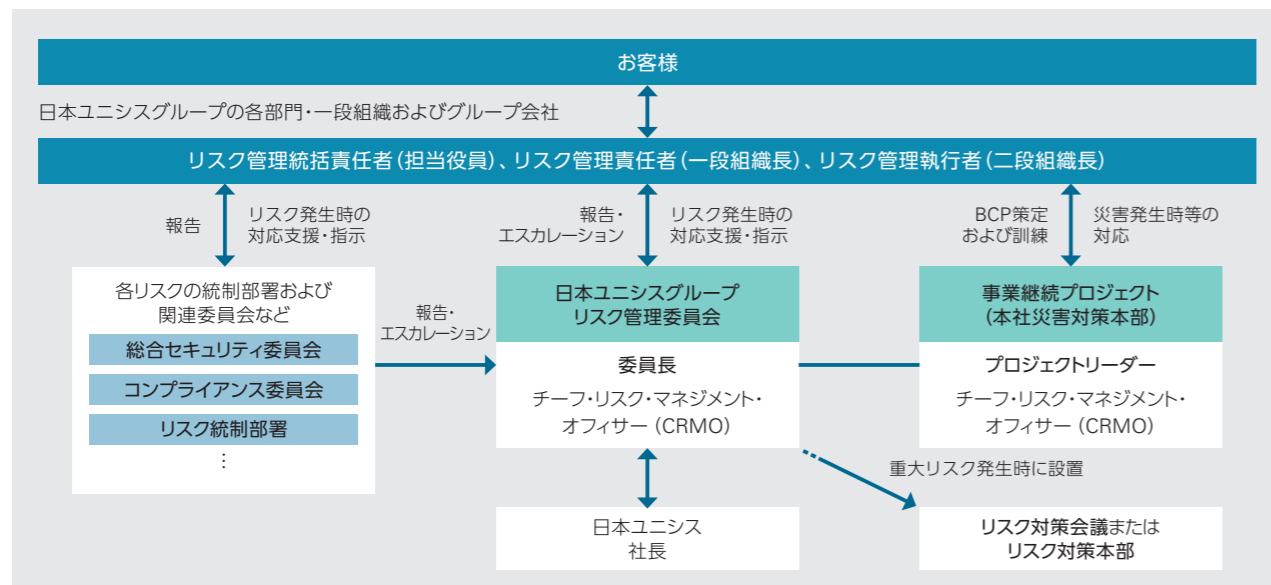 お客様
日本ユニシスグループの各部門・一段組織およびグループ会社
リスク管理統括責任者(担当役員)、リスク管理責任者(一段組織長)、リスク管理執行者(二段組織長)
報告
リスク発生時の
対応支援・指示
報告・
エスカレーション
リスク発生時の
対応支援・指示
BCP策定
および訓練
災害発生時等の
対応
各リスクの統制部署および
関連委員会など
総合セキュリティ委員会
コンプライアンス委員会
リスク統制部署
⋮
報告・
エスカレーション
日本ユニシスグループ
リスク管理委員会
委員長
チーフ・リスク・マネジメント・
オフィサー (CRMO)
事業継続プロジェクト
(本社災害対策本部)
プロジェクトリーダー
チーフ・リスク・マネジメント・
オフィサー (CRMO)
重大リスク発生時に設置
日本ユニシス
社長
リスク対策会議または
リスク対策本部